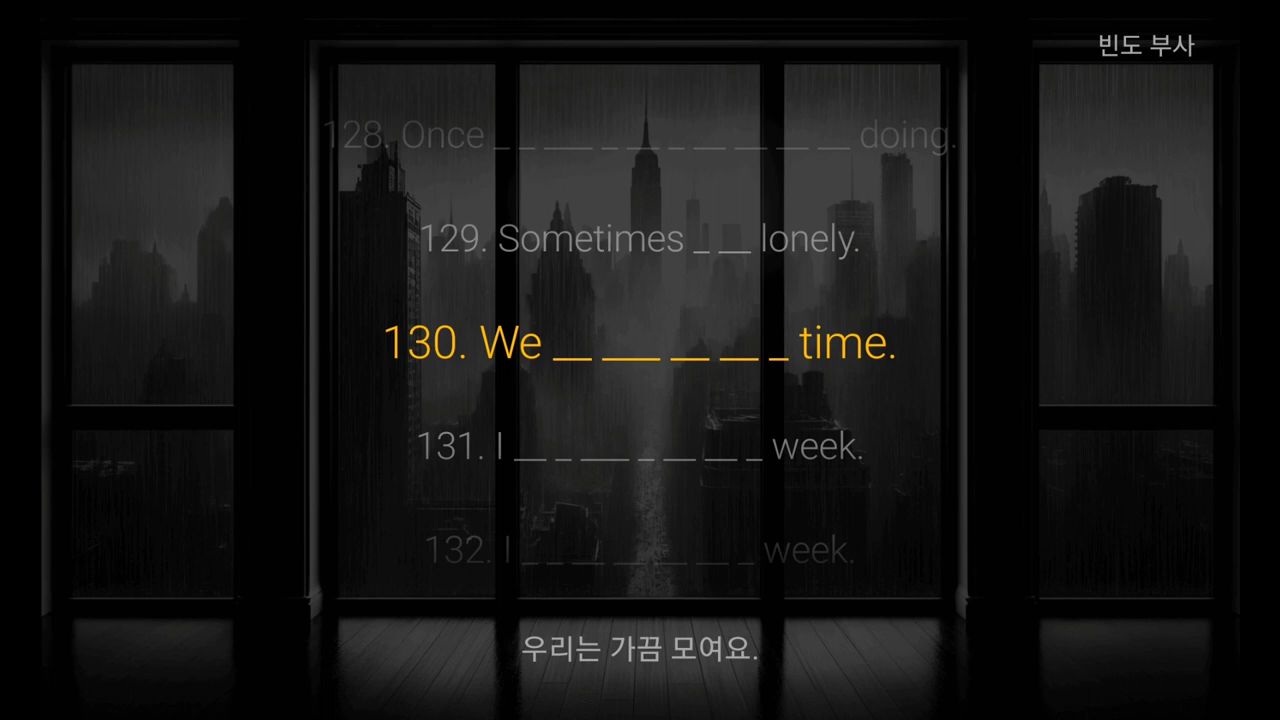 빈도 부사
128. Once _ _ ___ _ _ _ __ __ __ __ doing.
129. Sometimes _ __ lonely.
130. We __ ___ __ __ _ time.
131. I __ _ ___ _ __ __ _ week.
132. I _ _ ___ _ _ __ _ _ week.
우리는 가끔 모여요.